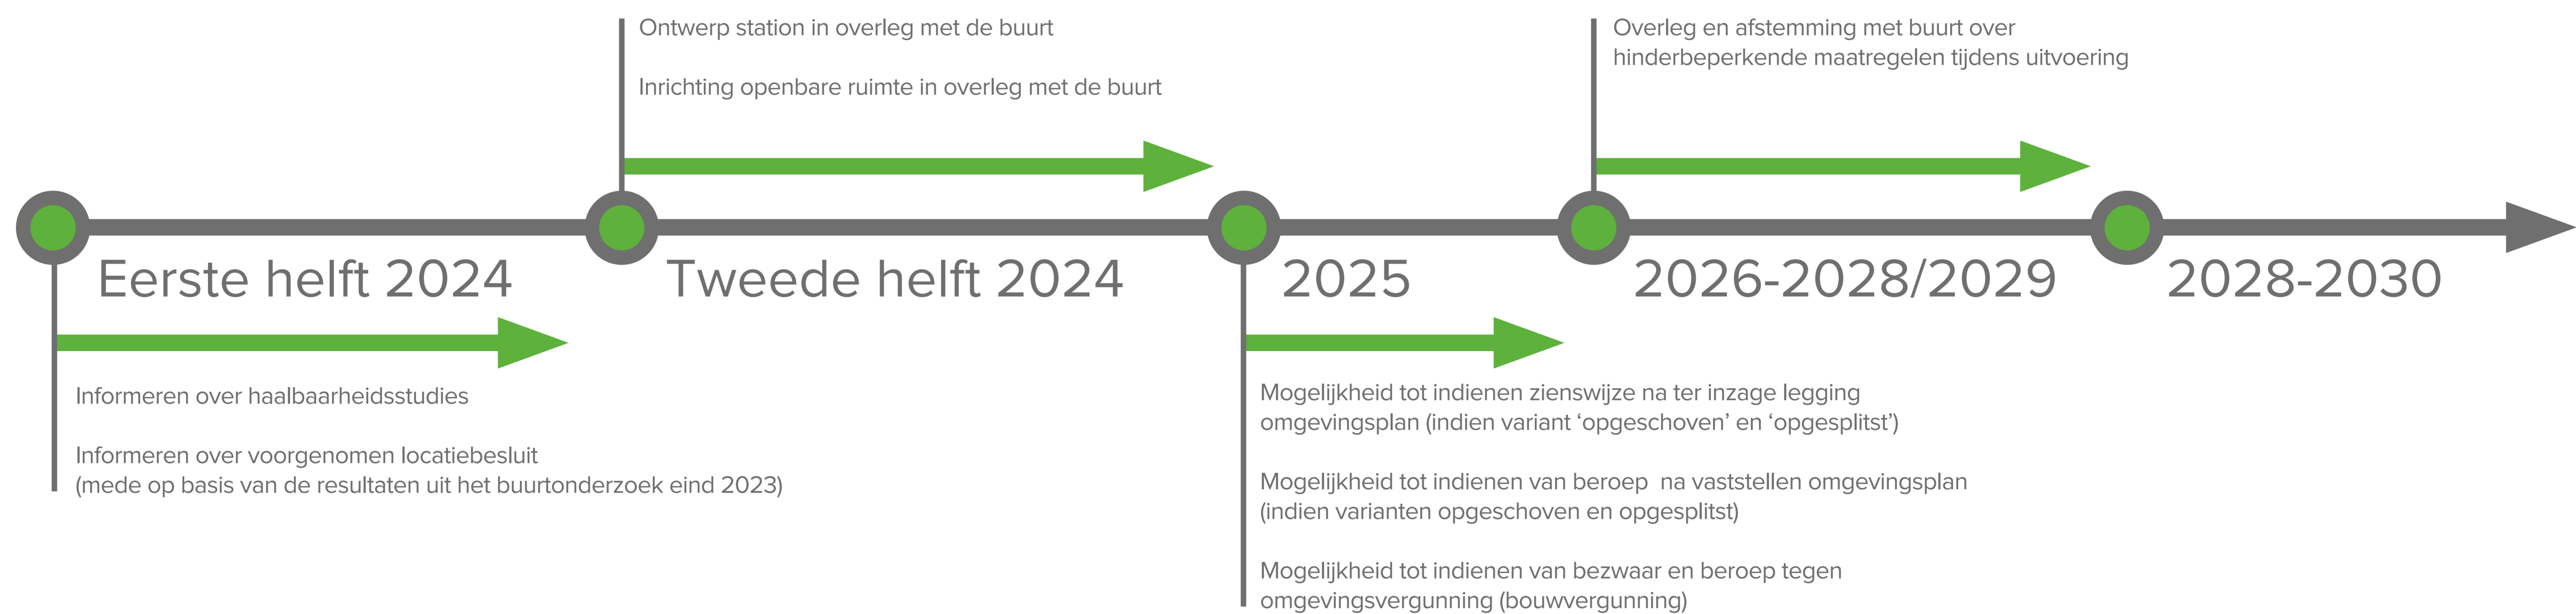 Ontwerp station in overleg met de buurt
Inrichting openbare ruimte in overleg met de buurt
Overleg en afstemming met buurt over
hinderbeperkende maatregelen tijdens uitvoering
Eerste helft 2024
Tweede helft 2024
2025
2026-2028/2029
2028-2030
Informeren over haalbaarheidsstudies
Informeren over voorgenomen locatiebesluit
(mede op basis van de resultaten uit het buurtonderzoek eind 2023)
Mogelijkheid tot indienen zienswijze na ter inzage legging
omgevingsplan (indien variant ‘opgeschoven’ en ‘opgesplitst’)
Mogelijkheid tot indienen van beroep  na vaststellen omgevingsplan
(indien varianten opgeschoven en opgesplitst)
Mogelijkheid tot indienen van bezwaar en beroep tegen
omgevingsvergunning (bouwvergunning)